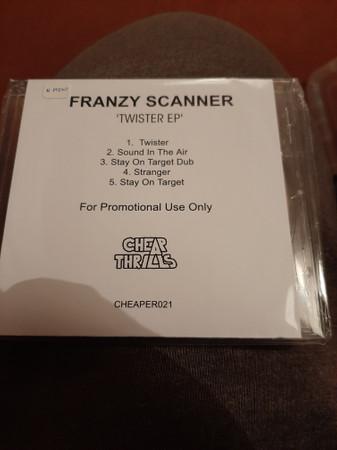 FRANZY SCANNER
'TWISTER EP'
1. Twister
2. Sound In The Air
3. Stay On Target Dub
4. Stranger
5. Stay On Target
For Promotional Use Only
CHEAP
THRILLS
CHEAPER021